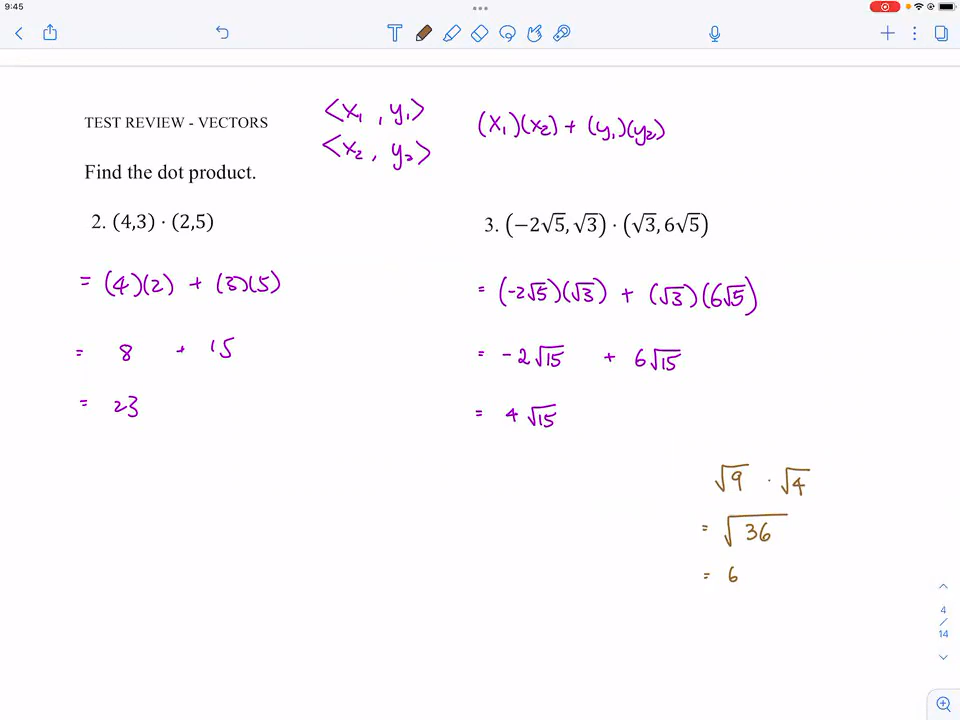 9:45
TEST REVIEW - VECTORS
<x₁ , y₁>
<x₂ , y₂>
(x₁)(x₂) + (y₁)(y₂)
Find the dot product.
2. (4,3) · (2,5)
= (4)(2) + (3)(5)
= 8 + 15
= 23
3. (−2√5, √3) · (√3, 6√5)
= (-2√5)(√3) + (√3)(6√5)
= -2√15 + 6√15
= 4√15
√9 · √4
= √36
= 6
4
/
14